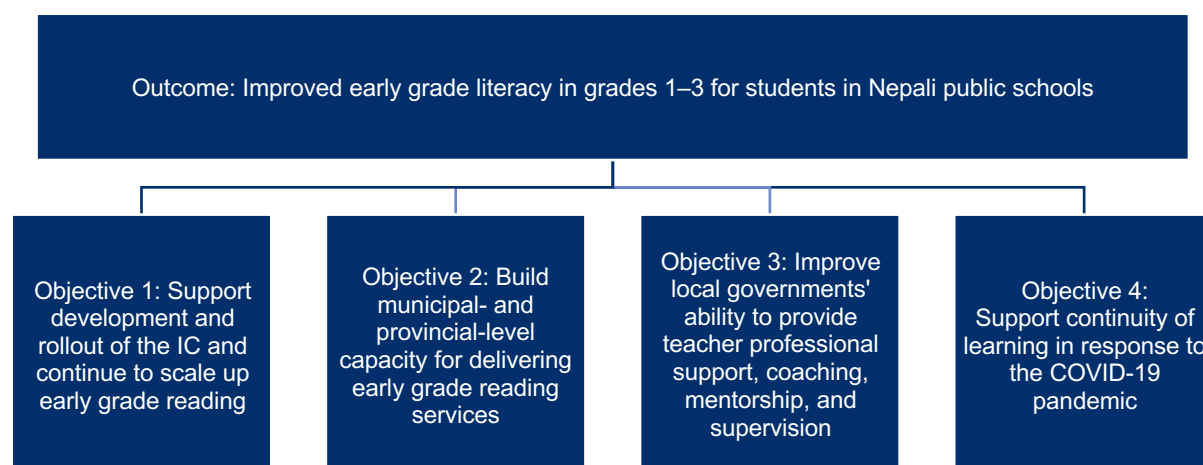 Outcome: Improved early grade literacy in grades 1–3 for students in Nepali public schools
Objective 1: Support
development and
rollout of the IC and
continue to scale up
early grade reading
Objective 2: Build
municipal- and
provincial-level
capacity for delivering
early grade reading
services
Objective 3: Improve
local governments'
ability to provide
teacher professional
support, coaching,
mentorship, and
supervision
Objective 4:
Support continuity of
learning in response to
the COVID-19
pandemic